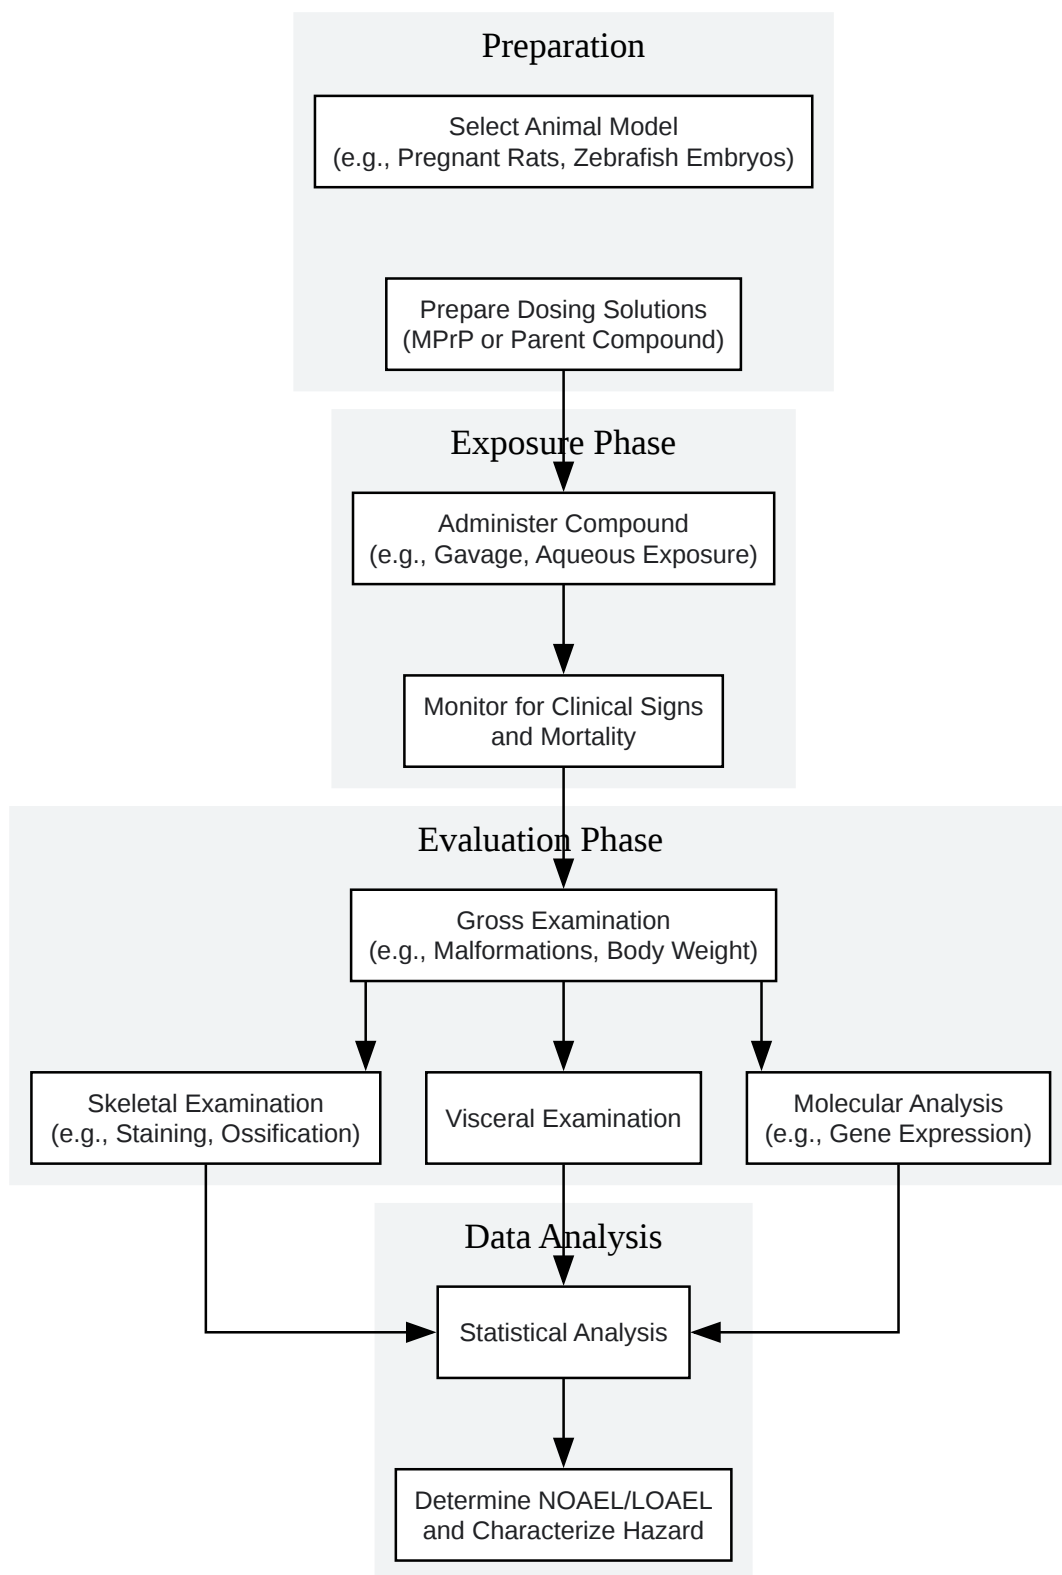 Preparation
Select Animal Model
(e.g., Pregnant Rats, Zebrafish Embryos)
Prepare Dosing Solutions
(MPrP or Parent Compound)
Exposure Phase
Administer Compound
(e.g., Gavage, Aqueous Exposure)
Monitor for Clinical Signs
and Mortality
Evaluation Phase
Gross Examination
(e.g., Malformations, Body Weight)
Skeletal Examination
(e.g., Staining, Ossification)
Visceral Examination
Molecular Analysis
(e.g., Gene Expression)
Data Analysis
Statistical Analysis
Determine NOAEL/LOAEL
and Characterize Hazard